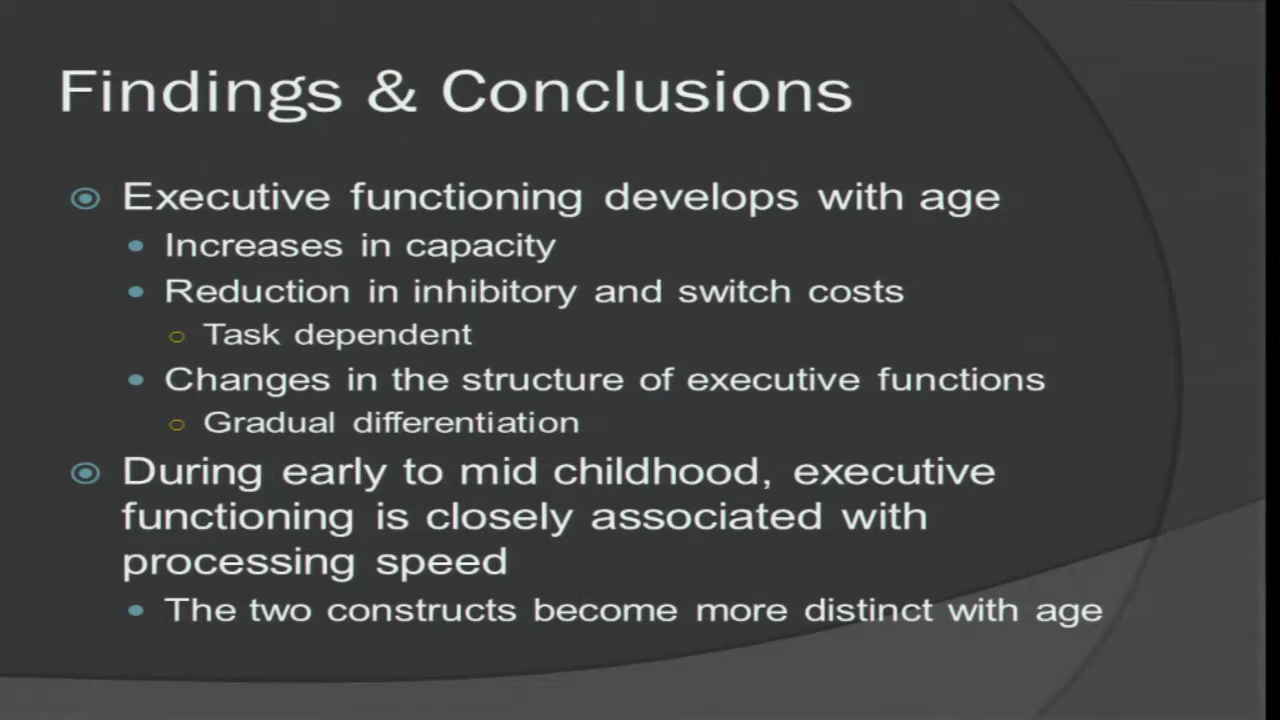 Findings & Conclusions
Executive functioning develops with age
Increases in capacity
Reduction in inhibitory and switch costs
Task dependent
Changes in the structure of executive functions
Gradual differentiation
During early to mid childhood, executive
functioning is closely associated with
processing speed
The two constructs become more distinct with age